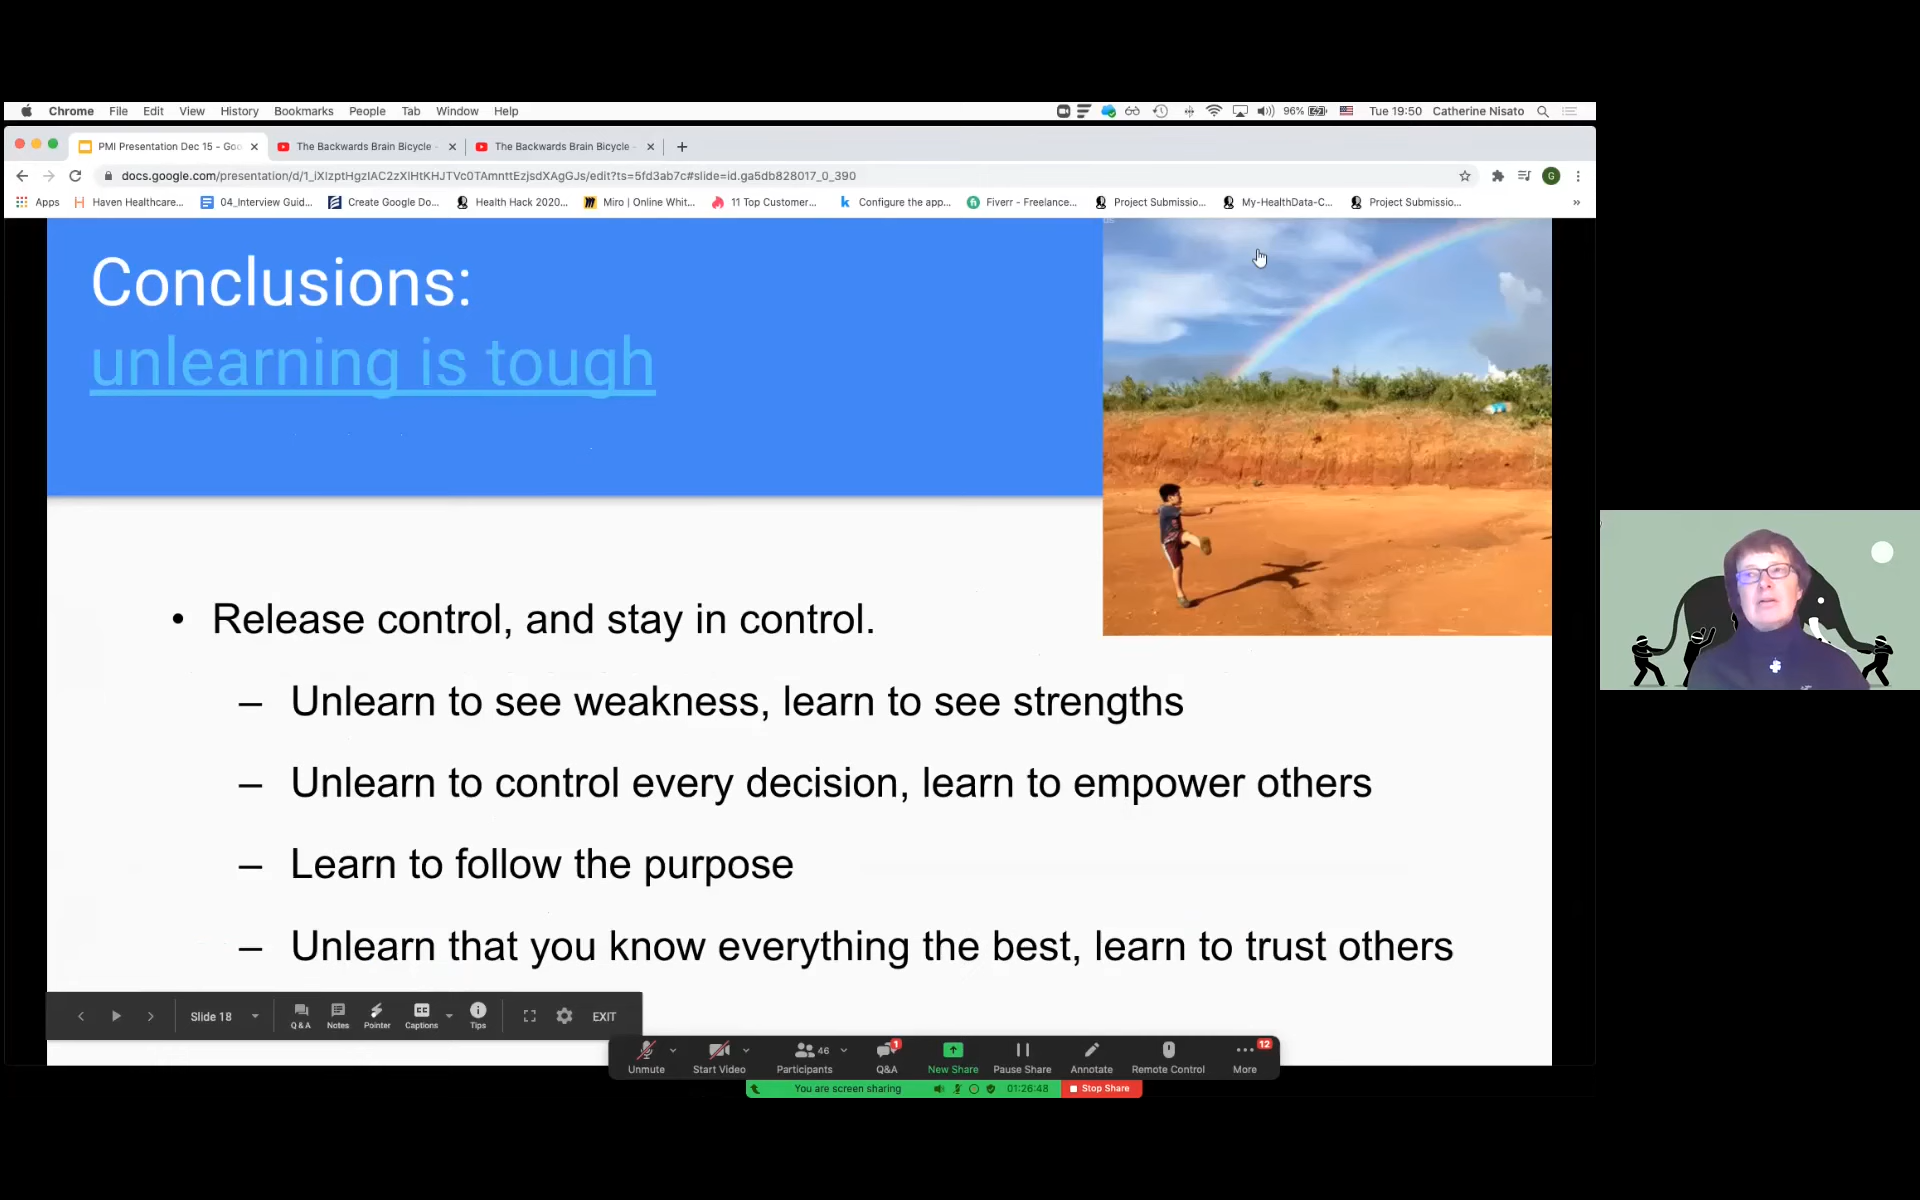 Chrome File Edit View History Bookmarks People Tab Window Help 96% Tue 19:50 Catherine Nisato
PMI Presentation Dec 15 - Goo The Backwards Brain Bicycle - The Backwards Brain Bicycle -
docs.google.com/presentation/d/1_iXIzptHgzIAC2zXIHtKHJTVc0TAmnttEzjsdXAgGJs/edit?ts=5fd3ab7c#slide=id.ga5db828017_0_390
G
Apps Haven Healthcare... 04_Interview Guid... Create Google Do... Health Hack 2020... Miro | Online Whit... 11 Top Customer... Configure the app... Fiverr - Freelance... Project Submissio... My-HealthData-C... Project Submissio... »
Conclusions:
unlearning is tough
• Release control, and stay in control.
– Unlearn to see weakness, learn to see strengths
– Unlearn to control every decision, learn to empower others
– Learn to follow the purpose
– Unlearn that you know everything the best, learn to trust others
Slide 18 Q&A Notes Pointer Captions Tips EXIT
46 1 12
Unmute Start Video Participants Q&A New Share Pause Share Annotate Remote Control More
You are screen sharing 01:26:48 Stop Share